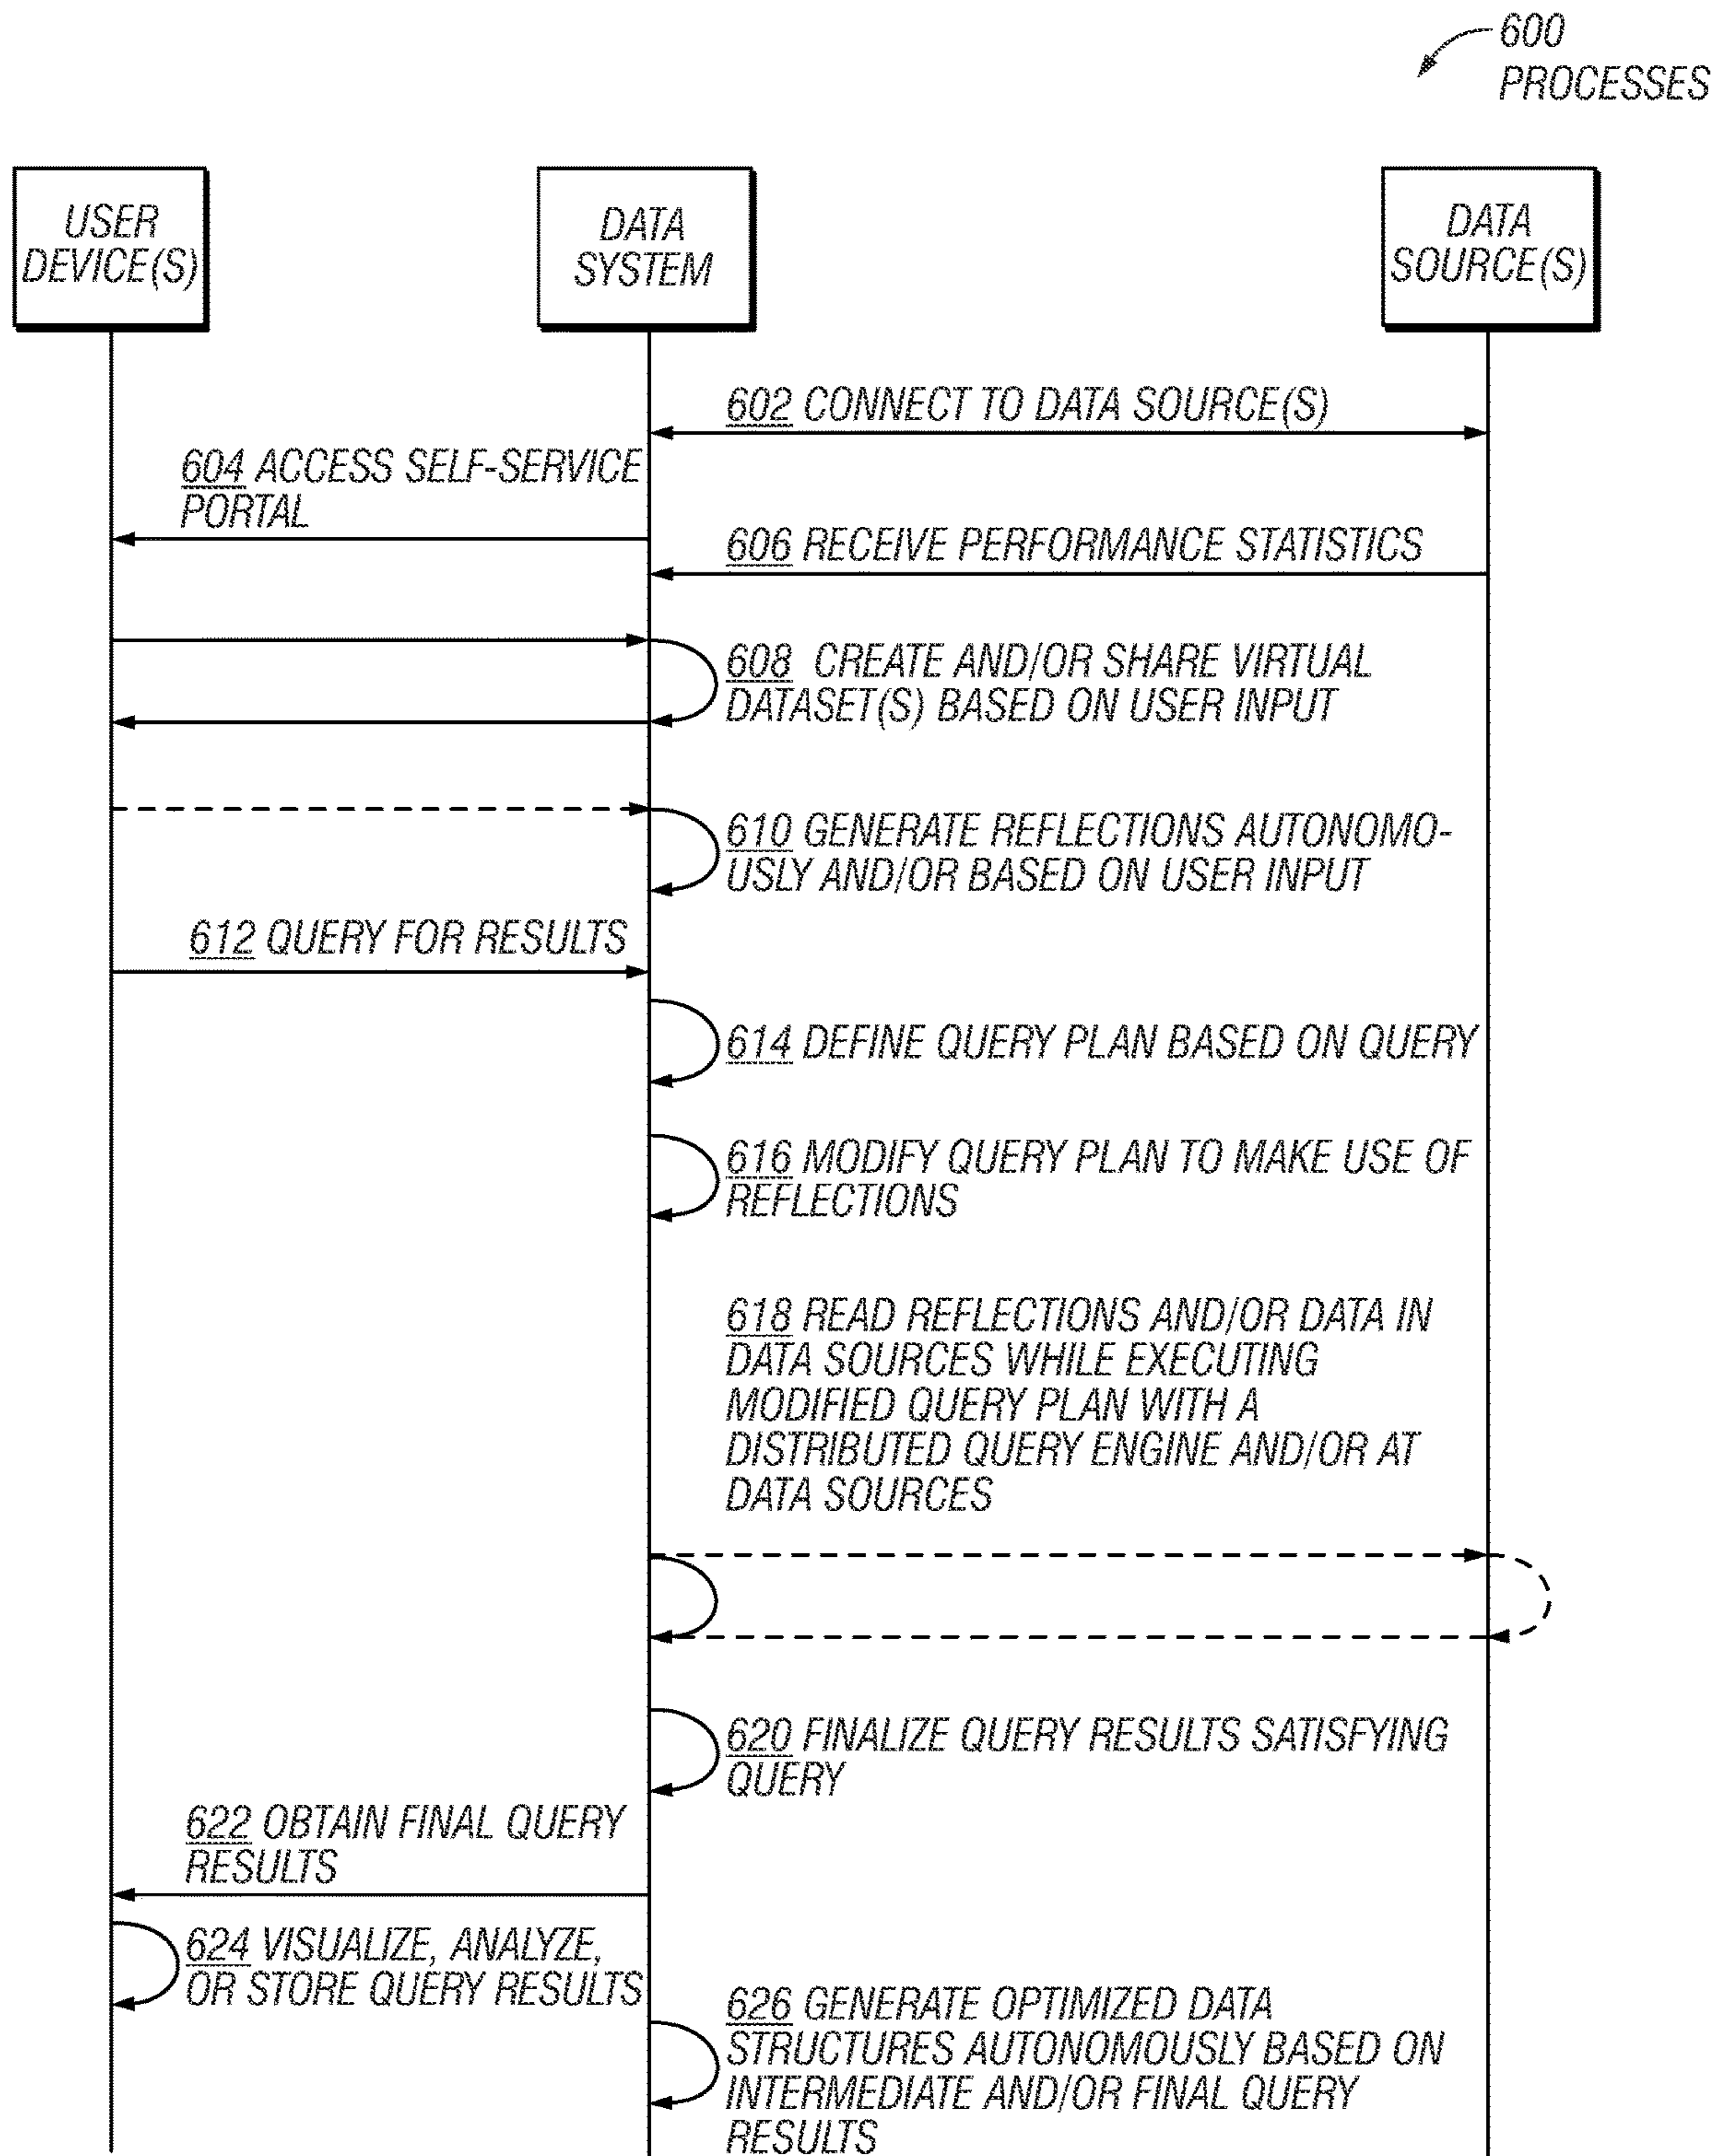 600
PROCESSES
USER
DEVICE(S)
DATA
SYSTEM
DATA
SOURCE(S)
602 CONNECT TO DATA SOURCE(S)
604 ACCESS SELF-SERVICE
PORTAL
606 RECEIVE PERFORMANCE STATISTICS
608 CREATE AND/OR SHARE VIRTUAL
DATASET(S) BASED ON USER INPUT
610 GENERATE REFLECTIONS AUTONOMO-
USLY AND/OR BASED ON USER INPUT
612 QUERY FOR RESULTS
614 DEFINE QUERY PLAN BASED ON QUERY
616 MODIFY QUERY PLAN TO MAKE USE OF
REFLECTIONS
618 READ REFLECTIONS AND/OR DATA IN
DATA SOURCES WHILE EXECUTING
MODIFIED QUERY PLAN WITH A
DISTRIBUTED QUERY ENGINE AND/OR AT
DATA SOURCES
620 FINALIZE QUERY RESULTS SATISFYING
QUERY
622 OBTAIN FINAL QUERY
RESULTS
624 VISUALIZE, ANALYZE,
OR STORE QUERY RESULTS
626 GENERATE OPTIMIZED DATA
STRUCTURES AUTONOMOUSLY BASED ON
INTERMEDIATE AND/OR FINAL QUERY
RESULTS